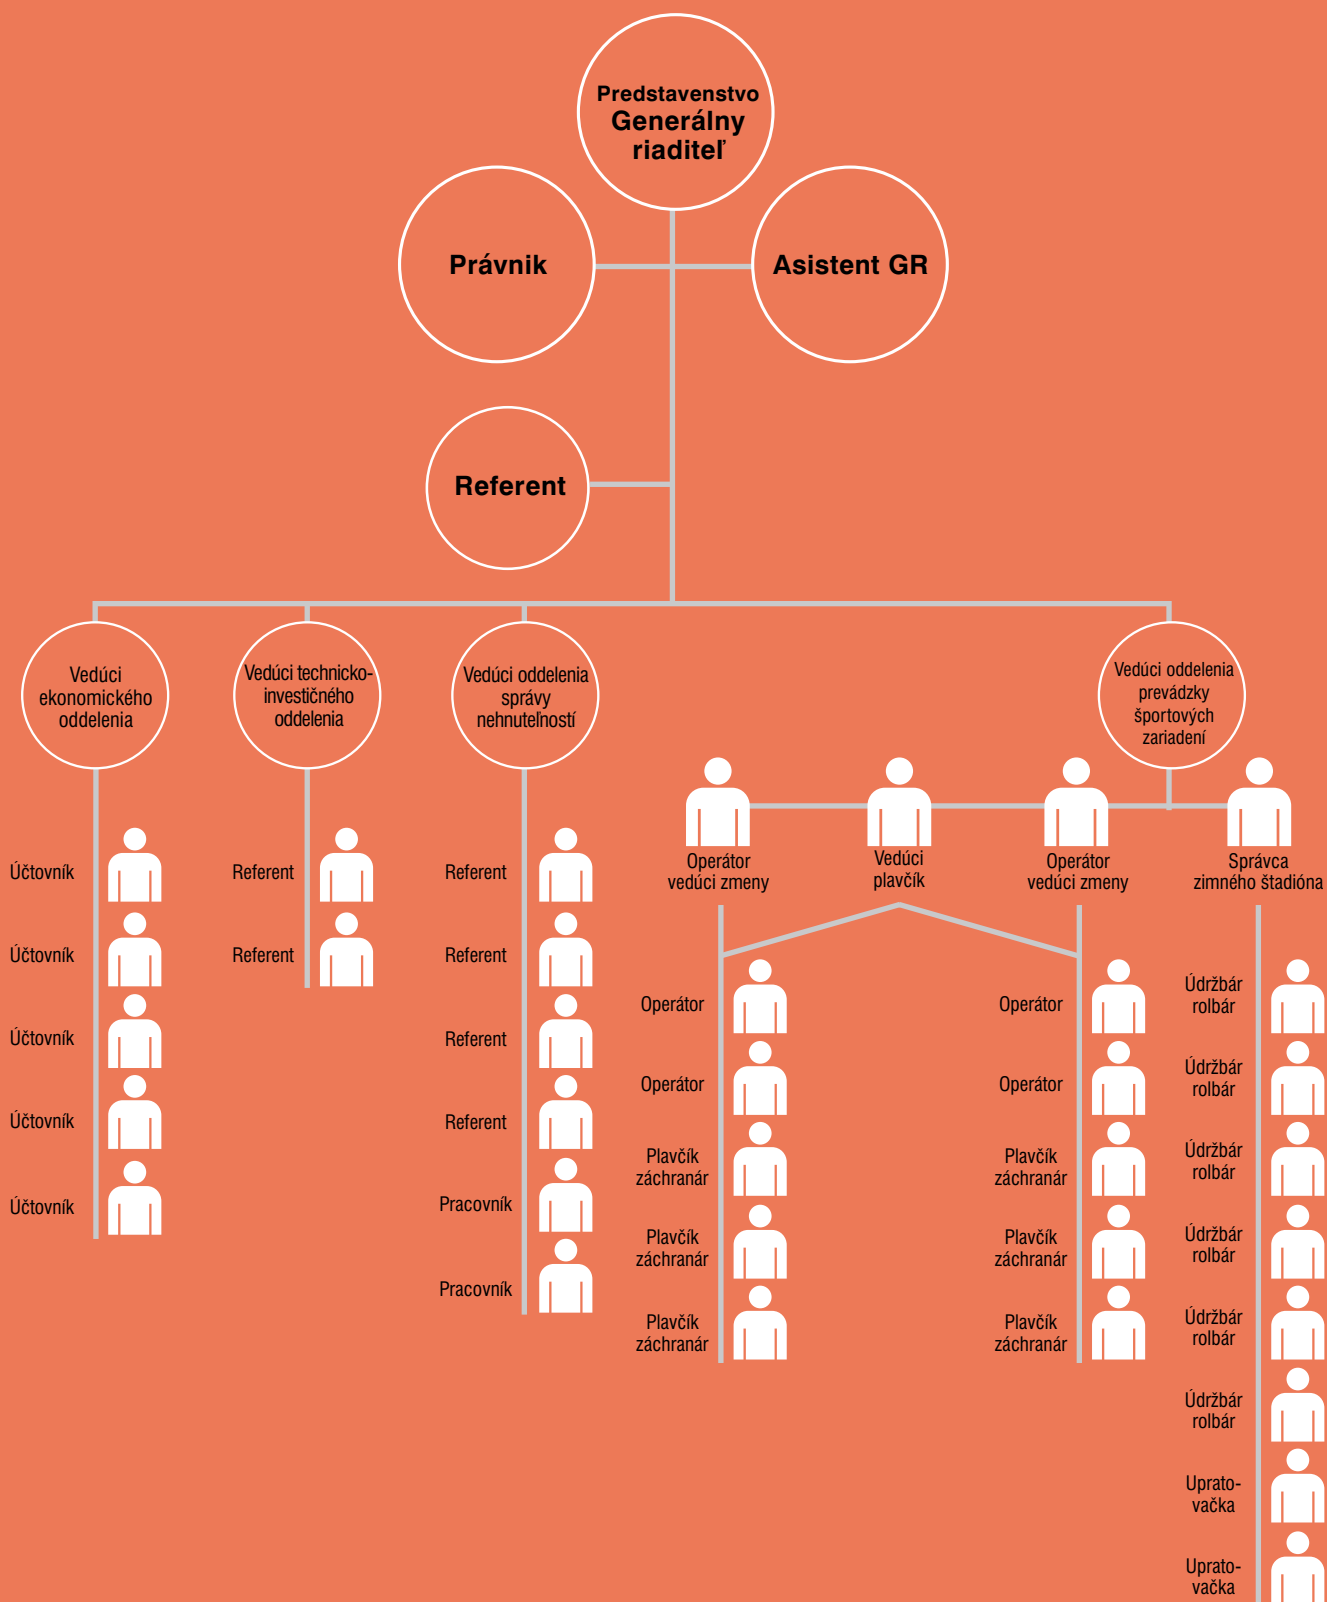 Predstavenstvo
Generálny
riaditeľ
Právnik
Asistent GR
Referent
Vedúci
ekonomického
oddelenia
Vedúci technicko-
investičného
oddelenia
Vedúci oddelenia
správy
nehnuteľností
Vedúci oddelenia
prevádzky
športových
zariadení
Účtovník
Účtovník
Účtovník
Účtovník
Účtovník
Referent
Referent
Referent
Referent
Referent
Referent
Pracovník
Pracovník
Operátor
vedúci zmeny
Vedúci
plavčík
Operátor
vedúci zmeny
Správca
zimného štadióna
Operátor
Operátor
Plavčík
záchranár
Plavčík
záchranár
Plavčík
záchranár
Operátor
Operátor
Plavčík
záchranár
Plavčík
záchranár
Plavčík
záchranár
Údržbár
rolbár
Údržbár
rolbár
Údržbár
rolbár
Údržbár
rolbár
Údržbár
rolbár
Údržbár
rolbár
Uprato-
vačka
Uprato-
vačka